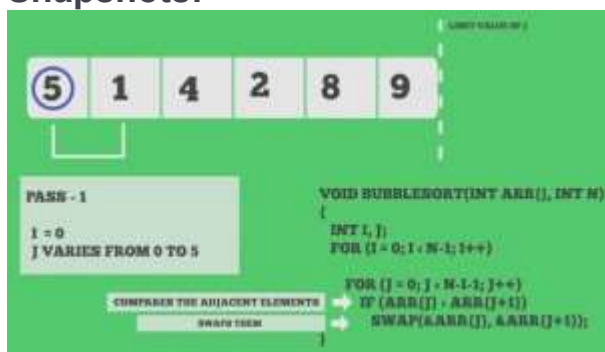 Snapshots:
LIMIT VALUE OF J
5 1 4 2 8 9
PASS - 1
I = 0
J VARIES FROM 0 TO 5
VOID BUBBLESORT(INT ARR[], INT N)
{
INT I, J;
FOR (I = 0; I < N-1; I++)
FOR (J = 0; J < N-I-1; J++)
COMPARES THE ADJACENT ELEMENTS IF (ARR[J] > ARR[J+1])
SWAPS THEM SWAP(&ARR[J], &ARR[J+1]);
}